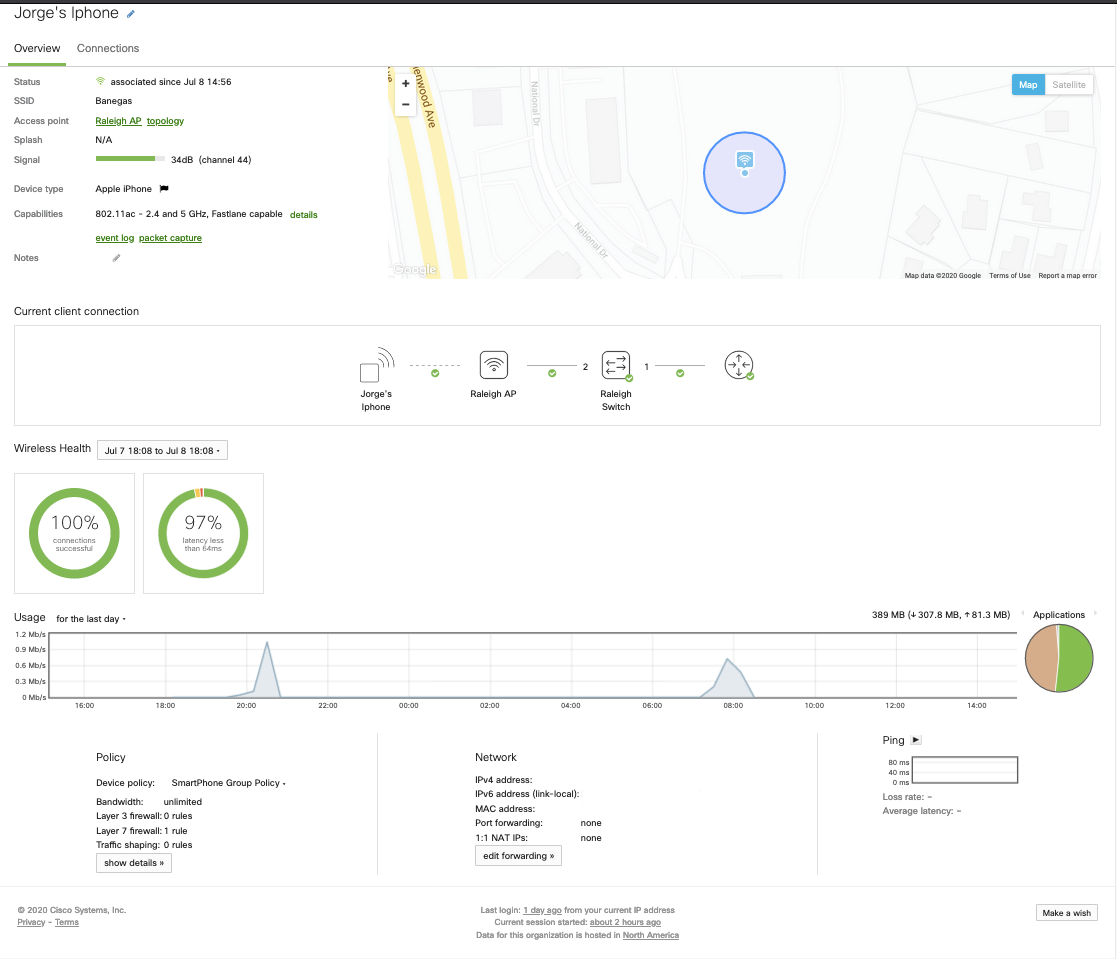 Jorge's Iphone
Overview Connections
Status associated since Jul 8 14:56
SSID Banegas
Access point Raleigh AP topology
Splash N/A
Signal 34dB (channel 44)
Device type Apple iPhone
Capabilities 802.11ac - 2.4 and 5 GHz, Fastlane capable details
event log packet capture
Notes
+
−
enwood Ave
Ave
National Dr
National Dr
Map Satellite
Google
Map data ©2020 Google Terms of Use Report a map error
Current client connection
2 1
Jorge's Iphone
Raleigh AP
Raleigh Switch
Wireless Health Jul 7 18:08 to Jul 8 18:08
100%
connections
successful
97%
latency less
than 64ms
Usage for the last day
389 MB (↓307.8 MB, ↑81.3 MB) Applications
1.2 Mb/s
0.9 Mb/s
0.6 Mb/s
0.3 Mb/s
0 Mb/s
16:00 18:00 20:00 22:00 00:00 02:00 04:00 06:00 08:00 10:00 12:00 14:00
Policy
Device policy: SmartPhone Group Policy
Bandwidth: unlimited
Layer 3 firewall: 0 rules
Layer 7 firewall: 1 rule
Traffic shaping: 0 rules
show details »
Network
IPv4 address:
IPv6 address (link-local):
MAC address:
Port forwarding: none
1:1 NAT IPs: none
edit forwarding »
Ping
80 ms
40 ms
0 ms
Loss rate: –
Average latency: –
© 2020 Cisco Systems, Inc.
Privacy - Terms
Last login: 1 day ago from your current IP address
Current session started: about 2 hours ago
Data for this organization is hosted in North America
Make a wish